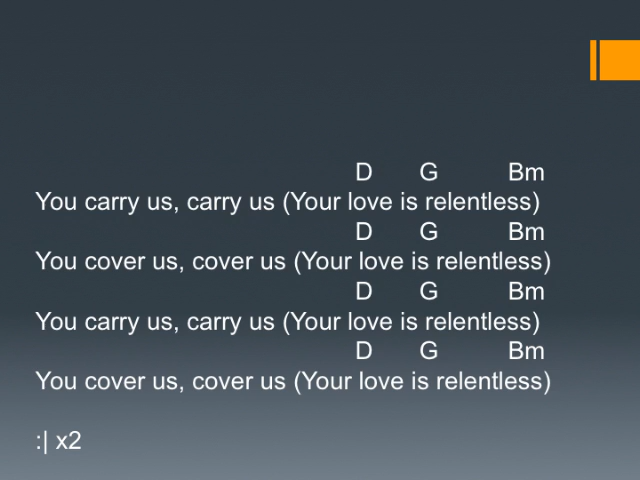 D G Bm
You carry us, carry us (Your love is relentless)
D G Bm
You cover us, cover us (Your love is relentless)
D G Bm
You carry us, carry us (Your love is relentless)
D G Bm
You cover us, cover us (Your love is relentless)
:| x2